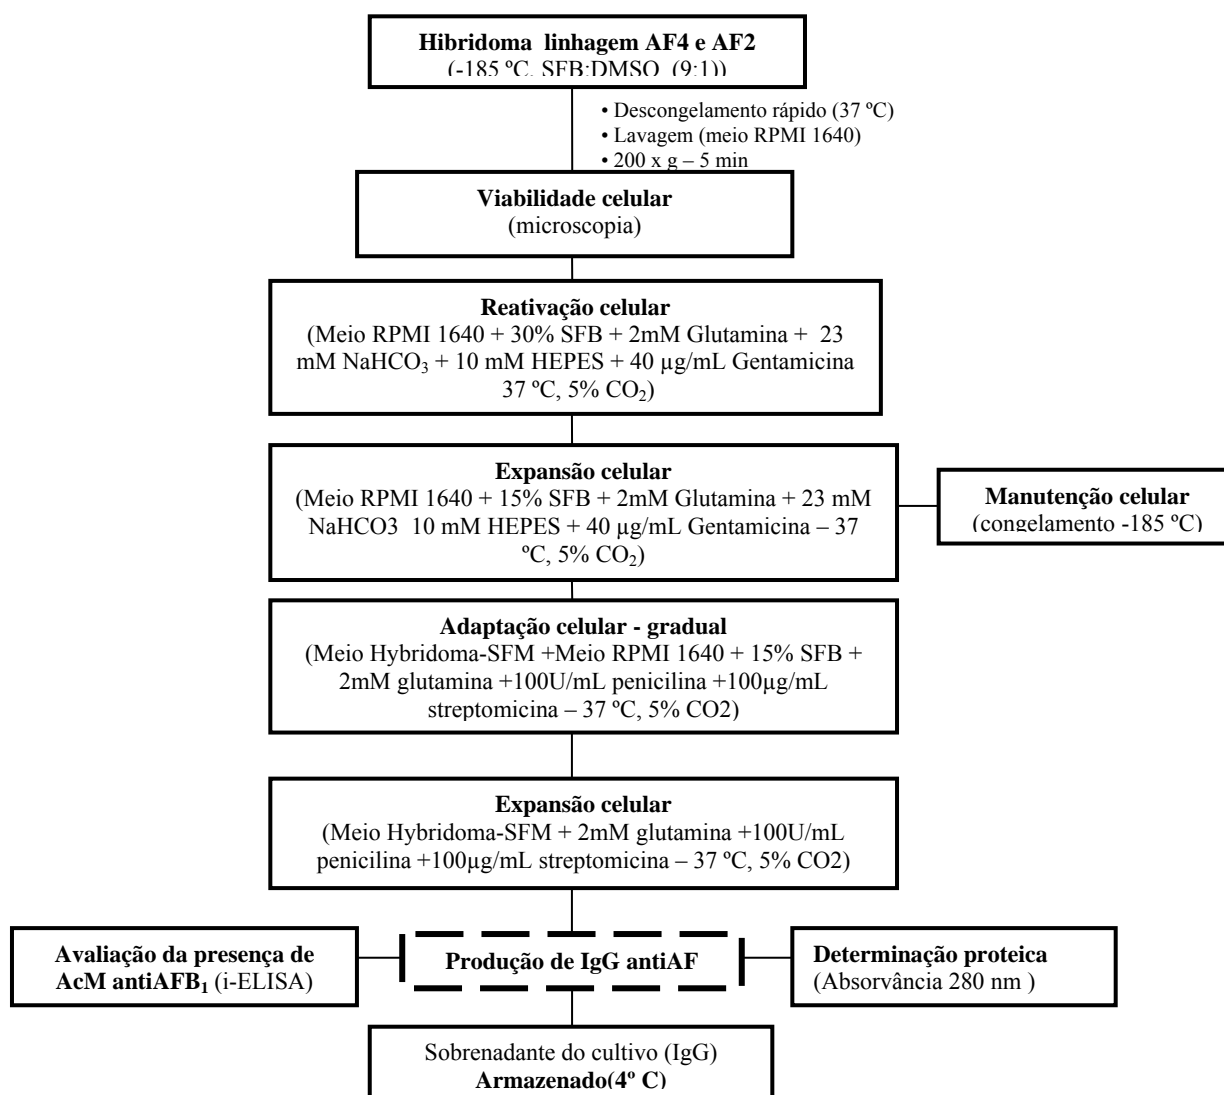 Hibridoma linhagem AF4 e AF2
(-185 ºC, SFB:DMSO (9:1))
• Descongelamento rápido (37 ºC)
• Lavagem (meio RPMI 1640)
• 200 x g – 5 min
Viabilidade celular
(microscopia)
Reativação celular
(Meio RPMI 1640 + 30% SFB + 2mM Glutamina + 23
mM NaHCO₃ + 10 mM HEPES + 40 µg/mL Gentamicina
37 ºC, 5% CO₂)
Expansão celular
(Meio RPMI 1640 + 15% SFB + 2mM Glutamina + 23 mM
NaHCO3 10 mM HEPES + 40 µg/mL Gentamicina – 37
ºC, 5% CO₂)
Manutenção celular
(congelamento -185 ºC)
Adaptação celular - gradual
(Meio Hybridoma-SFM +Meio RPMI 1640 + 15% SFB +
2mM glutamina +100U/mL penicilina +100µg/mL
streptomicina – 37 ºC, 5% CO2)
Expansão celular
(Meio Hybridoma-SFM + 2mM glutamina +100U/mL
penicilina +100µg/mL streptomicina – 37 ºC, 5% CO2)
Avaliação da presença de
AcM antiAFB₁ (i-ELISA)
Produção de IgG antiAF
Determinação proteica
(Absorvância 280 nm )
Sobrenadante do cultivo (IgG)
Armazenado(4º C)